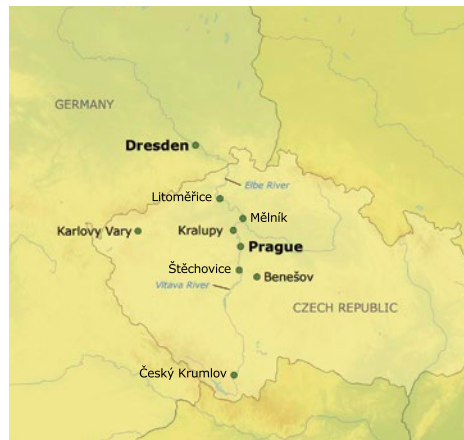 GERMANY
Dresden
Elbe River
Litoměřice
Mělník
Karlovy Vary
Kralupy
Prague
Štěchovice
Benešov
Vltava River
CZECH REPUBLIC
Český Krumlov